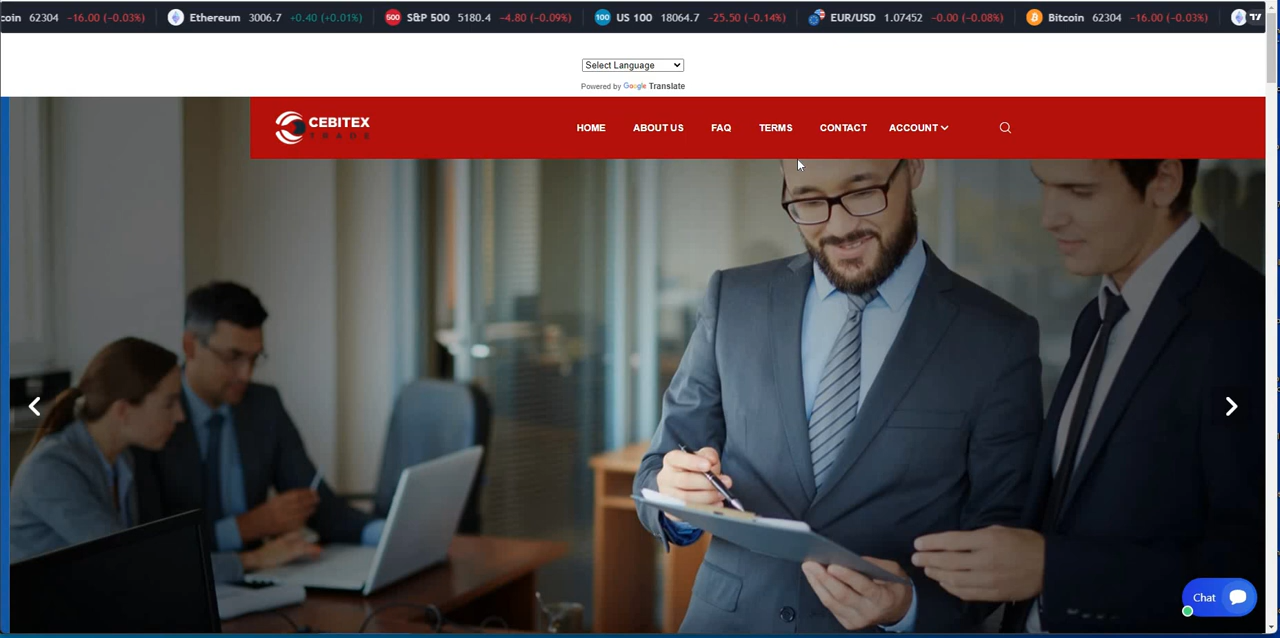 coin 62304 -16.00 (-0.03%) Ethereum 3006.7 +0.40 (+0.01%) 500 S&P 500 5180.4 -4.80 (-0.09%) 100 US 100 18064.7 -25.50 (-0.14%) EUR/USD 1.07452 -0.00 (-0.08%) Bitcoin 62304 -16.00 (-0.03%)
Select Language
Powered by Google Translate
CEBITEX
TRADE
HOME ABOUT US FAQ TERMS CONTACT ACCOUNT
Chat